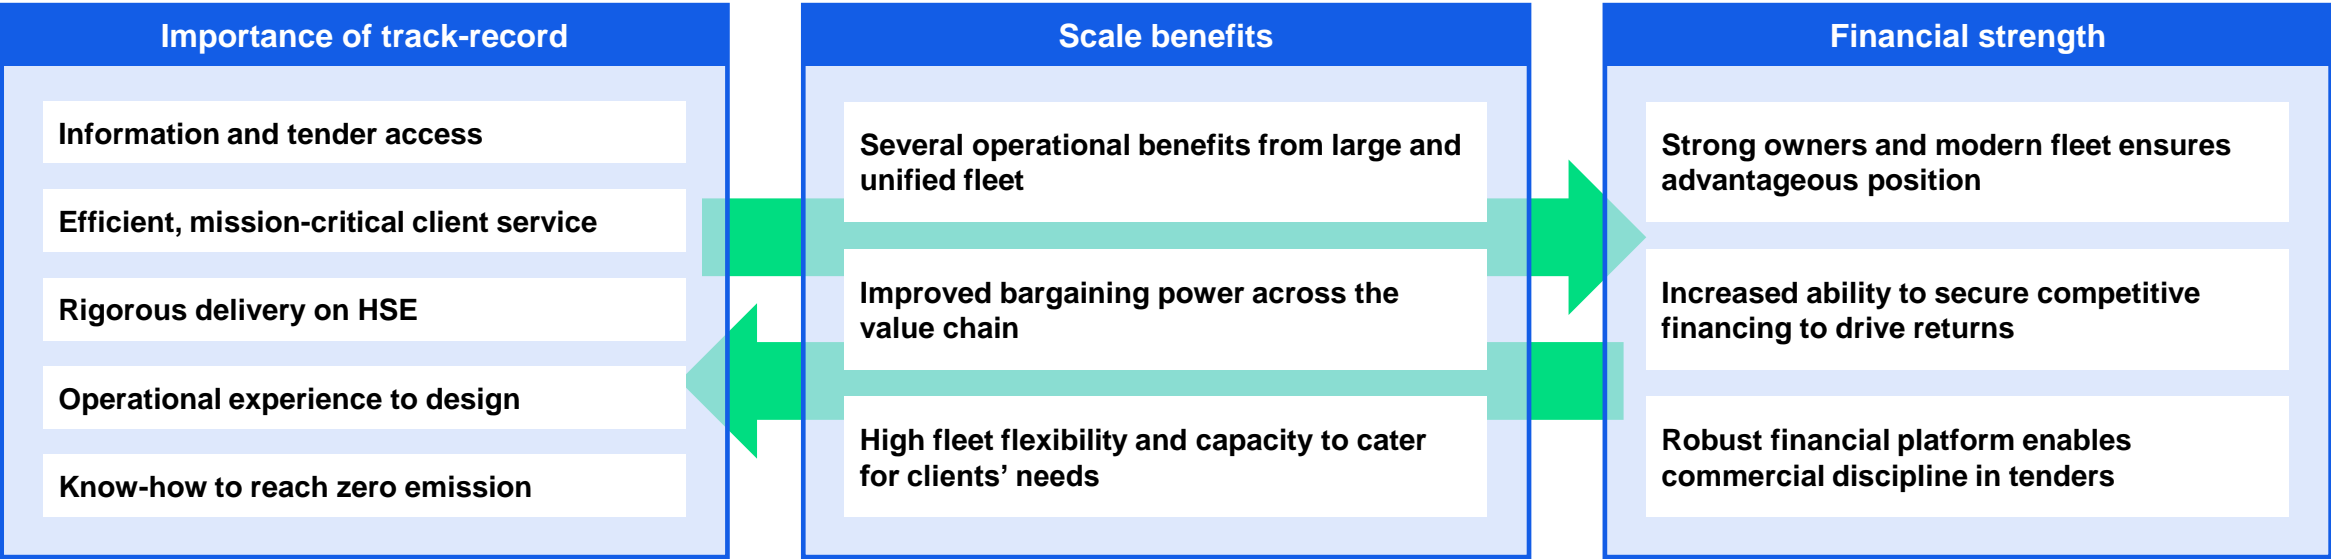 Importance of track-record
Information and tender access
Efficient, mission-critical client service
Rigorous delivery on HSE
Operational experience to design
Know-how to reach zero emission
Scale benefits
Several operational benefits from large and
unified fleet
Improved bargaining power across the
value chain
High fleet flexibility and capacity to cater
for clients’ needs
Financial strength
Strong owners and modern fleet ensures
advantageous position
Increased ability to secure competitive
financing to drive returns
Robust financial platform enables
commercial discipline in tenders